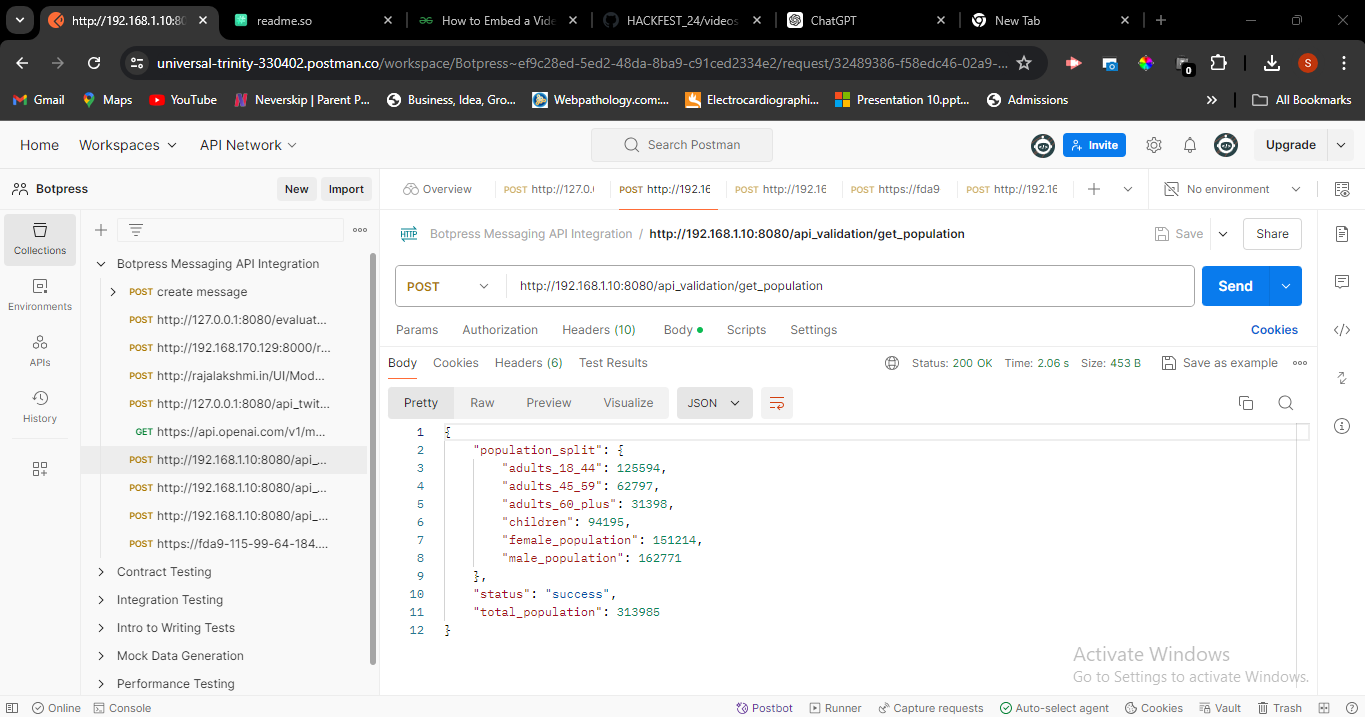 http://192.168.1.10:80
readme.so
How to Embed a Vide
HACKFEST_24/videos
ChatGPT
New Tab
universal-trinity-330402.postman.co/workspace/Botpress~ef9c28ed-5ed2-48da-8ba9-c91ced2334e2/request/32489386-f58edc46-02a9-...
S
0
Gmail
Maps
YouTube
Neverskip | Parent P...
Business, Idea, Gro...
Webpathology.com:...
Electrocardiographi...
Presentation 10.ppt...
Admissions
All Bookmarks
Home
Workspaces
API Network
Search Postman
Invite
Upgrade
Botpress
New
Import
Overview
POST http://127.0.
POST http://192.16
POST http://192.16
POST https://fda9
POST http://192.16
No environment
Collections
Environments
APIs
History
Botpress Messaging API Integration
POST create message
POST http://127.0.0.1:8080/evaluat...
POST http://192.168.170.129:8000/r...
POST http://rajalakshmi.in/UI/Mod...
POST http://127.0.0.1:8080/api_twit...
GET https://api.openai.com/v1/m...
POST http://192.168.1.10:8080/api_...
POST http://192.168.1.10:8080/api_...
POST http://192.168.1.10:8080/api_...
POST https://fda9-115-99-64-184....
Contract Testing
Integration Testing
Intro to Writing Tests
Mock Data Generation
Performance Testing
HTTP Botpress Messaging API Integration / http://192.168.1.10:8080/api_validation/get_population
Save
Share
POST
http://192.168.1.10:8080/api_validation/get_population
Send
Params
Authorization
Headers (10)
Body
Scripts
Settings
Cookies
Body
Cookies
Headers (6)
Test Results
Status: 200 OK
Time: 2.06 s
Size: 453 B
Save as example
Pretty
Raw
Preview
Visualize
JSON
1 {
2 "population_split": {
3 "adults_18_44": 125594,
4 "adults_45_59": 62797,
5 "adults_60_plus": 31398,
6 "children": 94195,
7 "female_population": 151214,
8 "male_population": 162771
9 },
10 "status": "success",
11 "total_population": 313985
12 }
Activate Windows
Go to Settings to activate Windows.
Online
Console
Postbot
Runner
Capture requests
Auto-select agent
Cookies
Vault
Trash